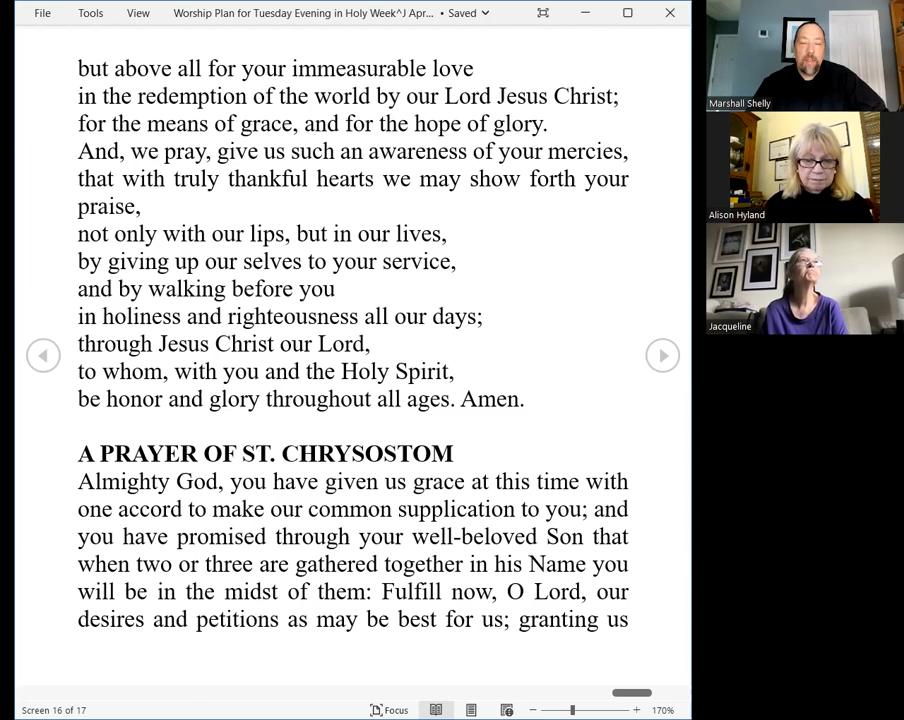 File Tools View Worship Plan for Tuesday Evening in Holy Week^J Apr... • Saved
but above all for your immeasurable love
in the redemption of the world by our Lord Jesus Christ;
for the means of grace, and for the hope of glory.
And, we pray, give us such an awareness of your mercies,
that with truly thankful hearts we may show forth your
praise,
not only with our lips, but in our lives,
by giving up our selves to your service,
and by walking before you
in holiness and righteousness all our days;
through Jesus Christ our Lord,
to whom, with you and the Holy Spirit,
be honor and glory throughout all ages. Amen.
A PRAYER OF ST. CHRYSOSTOM
Almighty God, you have given us grace at this time with
one accord to make our common supplication to you; and
you have promised through your well-beloved Son that
when two or three are gathered together in his Name you
will be in the midst of them: Fulfill now, O Lord, our
desires and petitions as may be best for us; granting us
Screen 16 of 17 Focus 170%
Marshall Shelly
Alison Hyland
Jacqueline